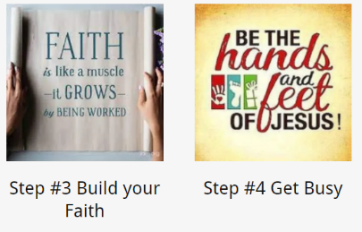 FAITH
is like a muscle
–it GROWS–
by BEING WORKED
Step #3 Build your
Faith
BE THE
hands
and
feet
OF JESUS!
Step #4 Get Busy